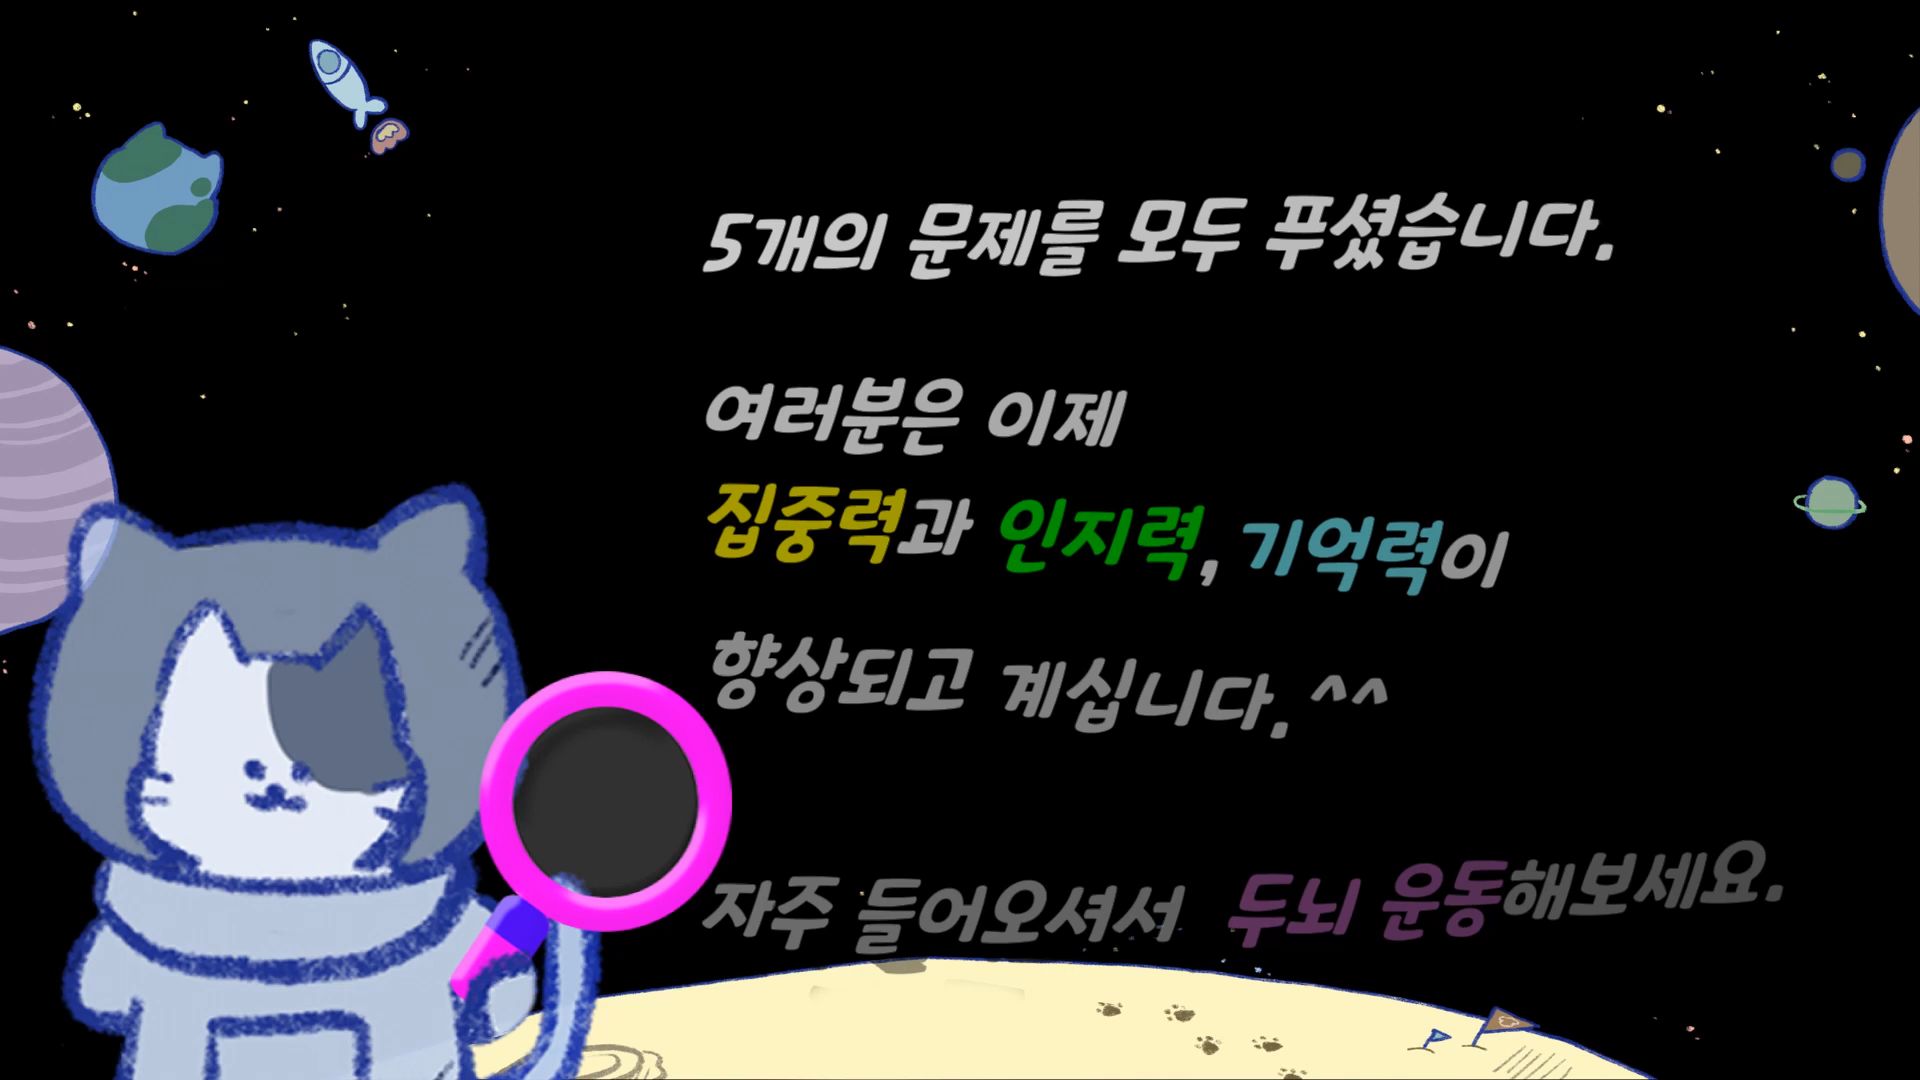 5개의 문제를 모두 푸셨습니다.
여러분은 이제
집중력과 인지력, 기억력이
향상되고 계십니다.^^
자주 들어오셔서 두뇌 운동해보세요.